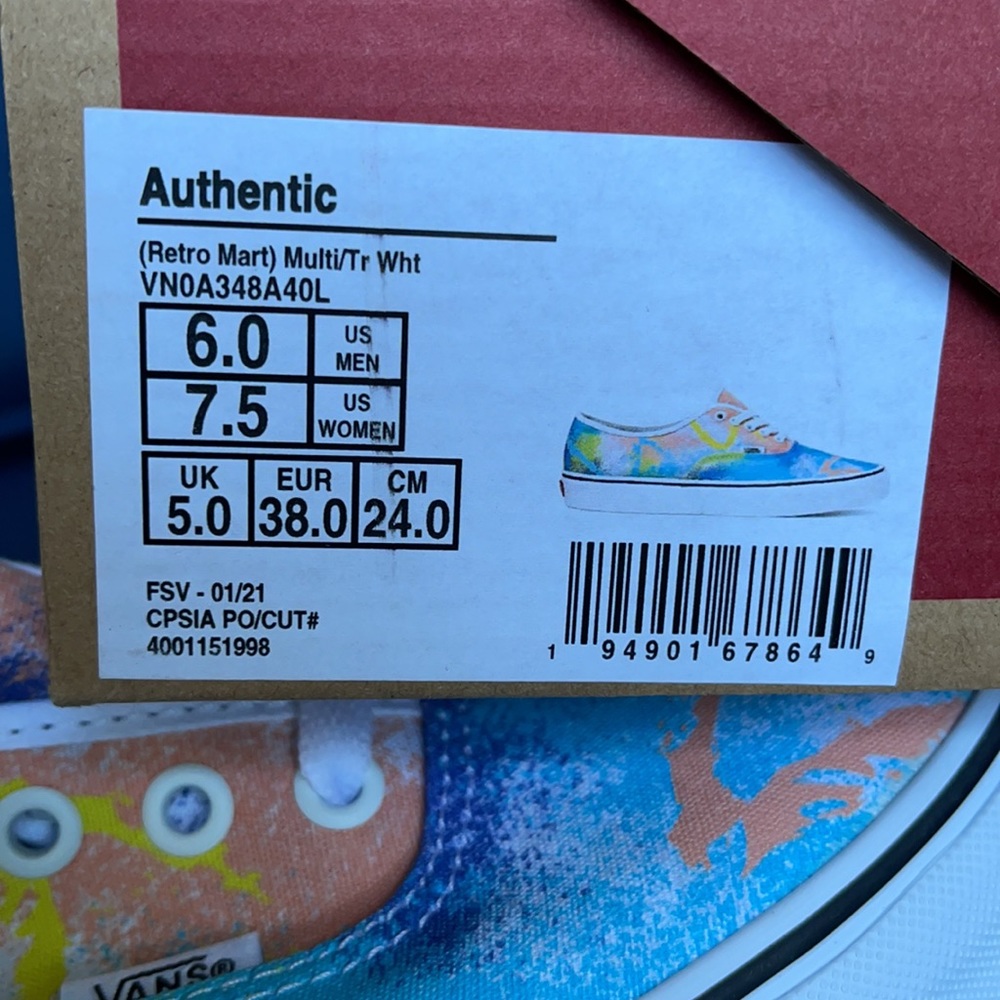 Authentic
(Retro Mart) Multi/Tr Wht
VN0A348A40L
6.0 US MEN
7.5 US WOMEN
UK EUR CM
5.0 38.0 24.0
FSV - 01/21
CPSIA PO/CUT#
4001151998
1 94901 67864 9
VANS®